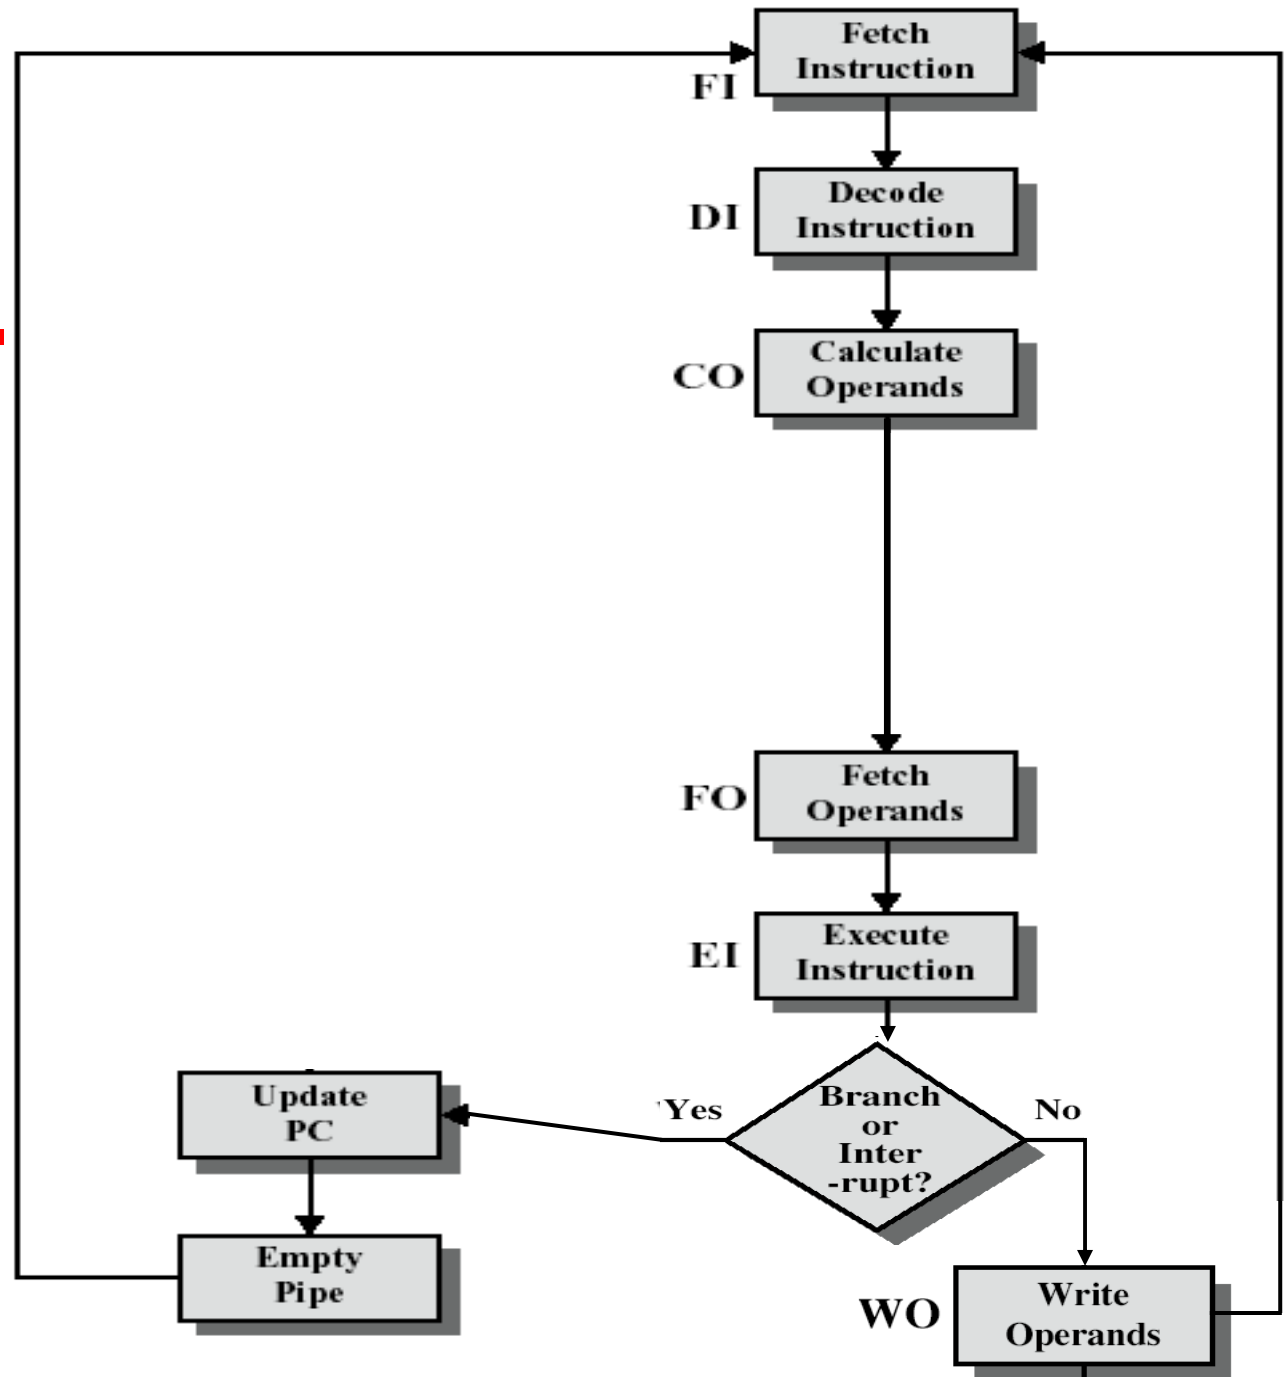 Fetch
Instruction
FI
Decode
Instruction
DI
Calculate
Operands
CO
Fetch
Operands
FO
Execute
Instruction
EI
Branch
or
Inter
-rupt?
Yes
No
Update
PC
Empty
Pipe
Write
Operands
WO